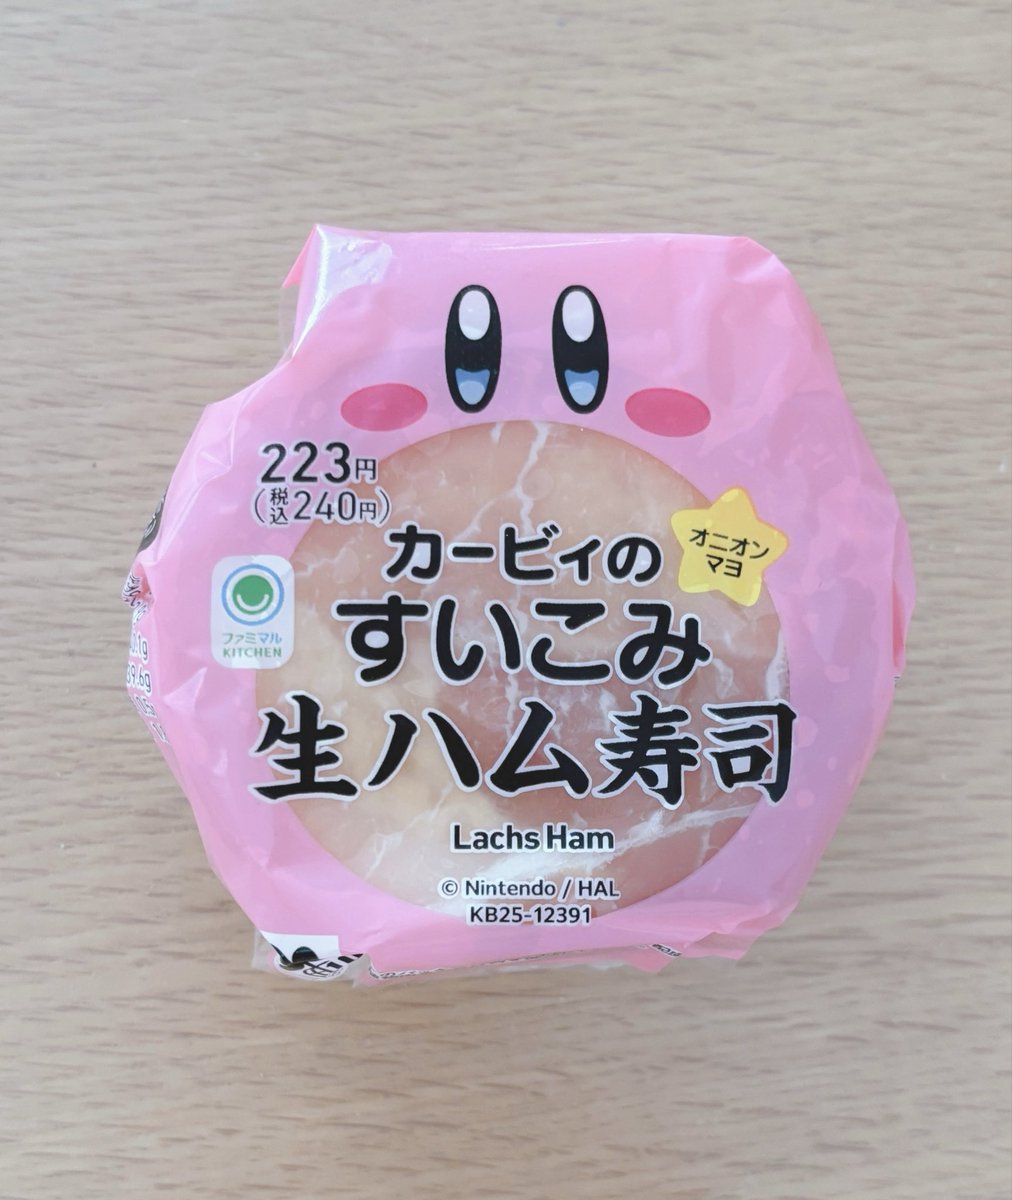 223円
(税込240円)
オニオン
マヨ
カービィの
すいこみ
生ハム寿司
ファミマル
KITCHEN
Lachs Ham
© Nintendo / HAL
KB25-12391